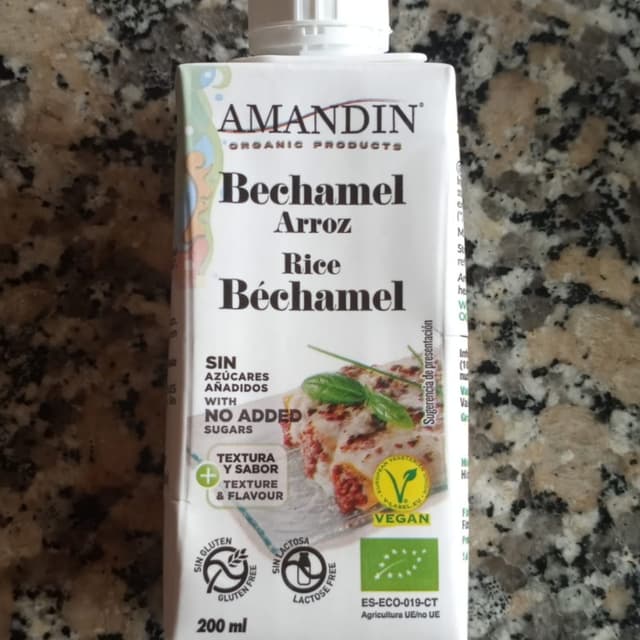 AMANDIN®
ORGANIC PRODUCTS
Bechamel
Arroz
Rice
Béchamel
SIN
AZÚCARES
AÑADIDOS
WITH
NO ADDED
SUGARS
Sugerencia de presentación
+ TEXTURA
Y SABOR
TEXTURE
& FLAVOUR
V-LABEL.EU
VEGAN
SIN GLUTEN
GLUTEN FREE
SIN LACTOSA
LACTOSE FREE
ES-ECO-019-CT
Agricultura UE/no UE
200 ml